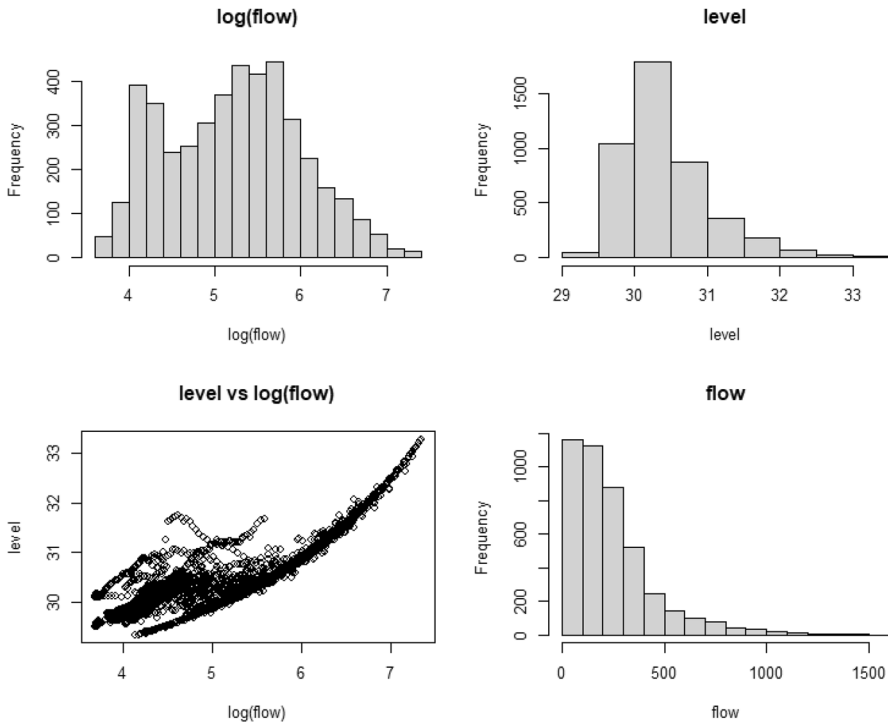 log(flow)
Frequency
0
100
200
300
400
4 5 6 7
log(flow)
level
Frequency
0
500
1000
1500
29 30 31 32 33
level
level vs log(flow)
level
30
31
32
33
4 5 6 7
log(flow)
flow
Frequency
0
200
600
1000
0 500 1000 1500
flow